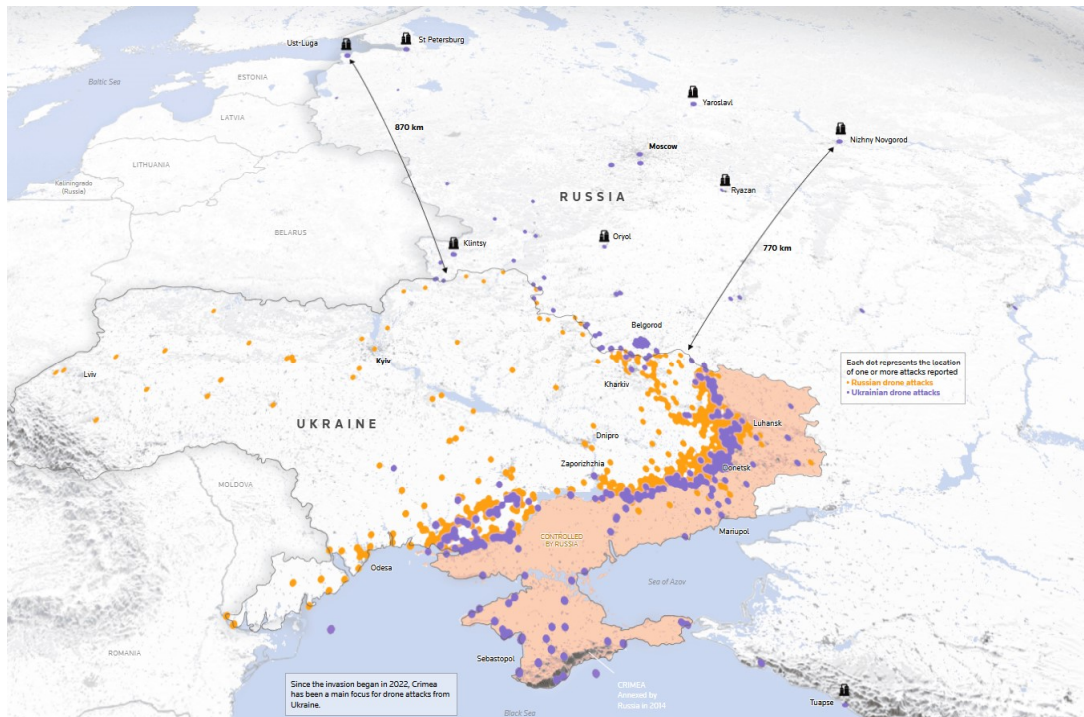 Ust-Luga
St Petersburg
Baltic Sea
ESTONIA
LATVIA
870 km
Yaroslavl
Nizhny Novgorod
Moscow
LITHUANIA
Kaliningrado
(Russia)
Ryazan
RUSSIA
BELARUS
Klintsy
Oryol
770 km
Belgorod
Each dot represents the location
of one or more attacks reported
• Russian drone attacks
• Ukrainian drone attacks
Kyiv
Lviv
Kharkiv
UKRAINE
Luhansk
Dnipro
Zaporizhzhia
Donetsk
MOLDOVA
Mariupol
CONTROLLED
BY RUSSIA
Odesa
Sea of Azov
ROMANIA
Sebastopol
Since the invasion began in 2022, Crimea
has been a main focus for drone attacks from
Ukraine.
CRIMEA
Annexed by
Russia in 2014
Tuapse
Black Sea